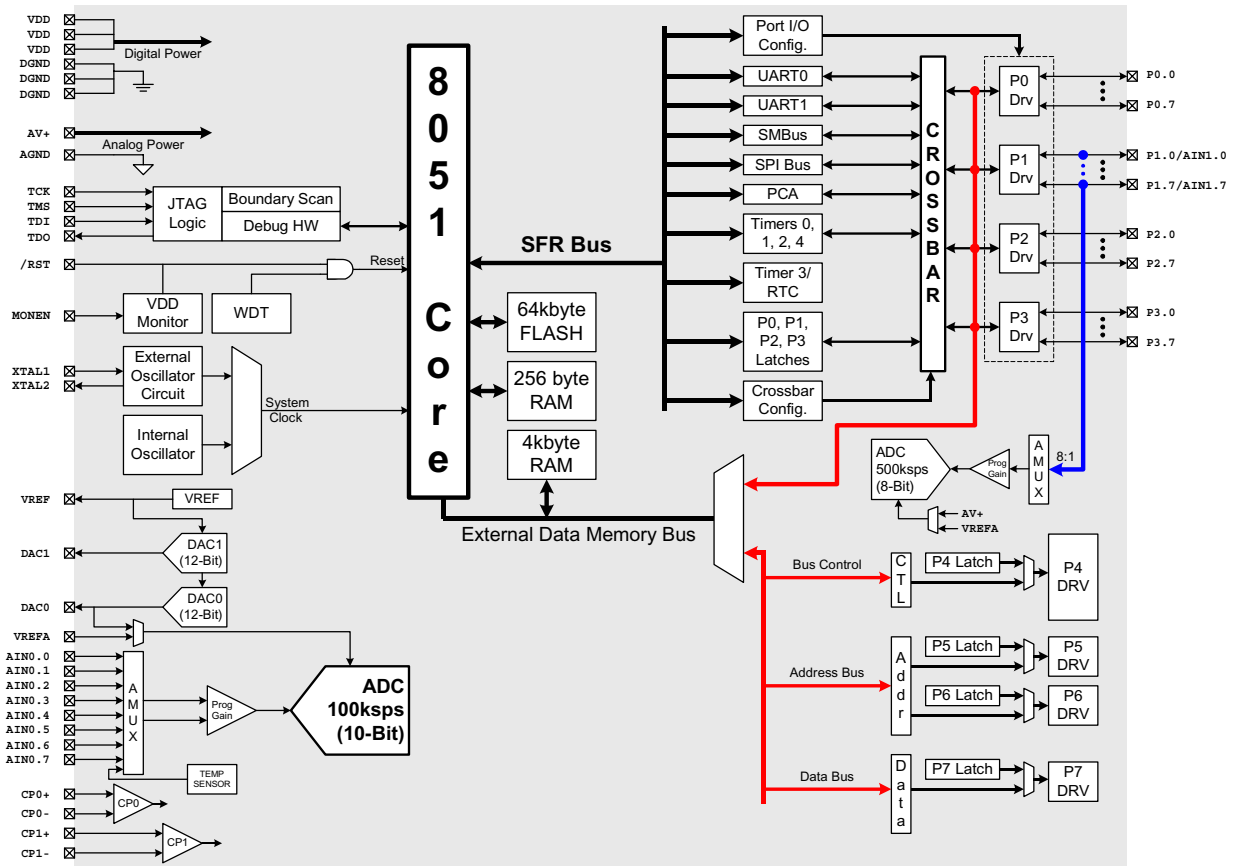 VDD
VDD
VDD
Digital Power
DGND
DGND
DGND
AV+
Analog Power
AGND
TCK
TMS
TDI
TDO
JTAG
Logic
Boundary Scan
Debug HW
/RST
Reset
MONEN
VDD
Monitor
WDT
XTAL1
XTAL2
External
Oscillator
Circuit
Internal
Oscillator
System
Clock
VREF
VREF
DAC1
DAC1
(12-Bit)
DAC0
DAC0
(12-Bit)
VREFA
AIN0.0
AIN0.1
AIN0.2
AIN0.3
AIN0.4
AIN0.5
AIN0.6
AIN0.7
AMUX
Prog
Gain
ADC
100ksps
(10-Bit)
TEMP
SENSOR
CP0+
CP0-
CP0
CP1+
CP1-
CP1
8051 Core
64kbyte
FLASH
256 byte
RAM
4kbyte
RAM
SFR Bus
External Data Memory Bus
Port I/O
Config.
UART0
UART1
SMBus
SPI Bus
PCA
Timers 0,
1, 2, 4
Timer 3/
RTC
P0, P1,
P2, P3
Latches
Crossbar
Config.
CROSSBAR
P0
Drv
P1
Drv
P2
Drv
P3
Drv
P0.0
P0.7
P1.0/AIN1.0
P1.7/AIN1.7
P2.0
P2.7
P3.0
P3.7
ADC
500ksps
(8-Bit)
Prog
Gain
AMUX
8:1
AV+
VREFA
Bus Control
CTL
P4 Latch
P4
DRV
Address Bus
Addr
P5 Latch
P5
DRV
P6 Latch
P6
DRV
Data Bus
Data
P7 Latch
P7
DRV